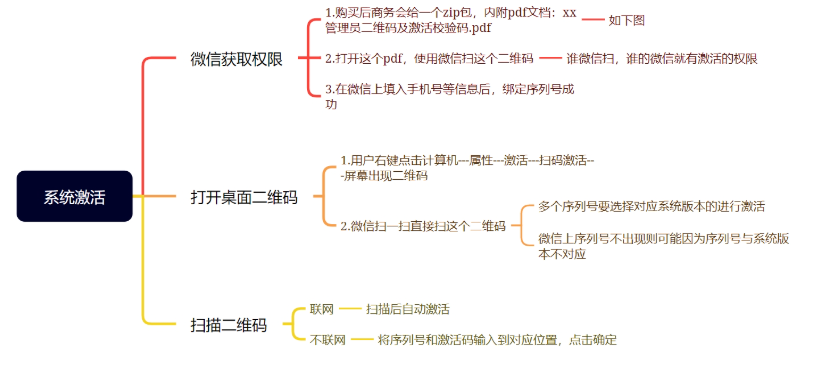 系统激活
微信获取权限
1.购买后商务会给一个zip包，内附pdf文档：xx
管理员二维码及激活校验码.pdf
如下图
2.打开这个pdf，使用微信扫这个二维码
谁微信扫，谁的微信就有激活的权限
3.在微信上填入手机号等信息后，绑定序列号成
功
打开桌面二维码
1.用户右键点击计算机---属性---激活---扫码激活--
-屏幕出现二维码
2.微信扫一扫直接扫这个二维码
多个序列号要选择对应系统版本的进行激活
微信上序列号不出现则可能因为序列号与系统版
本不对应
扫描二维码
联网
扫描后自动激活
不联网
将序列号和激活码输入到对应位置，点击确定